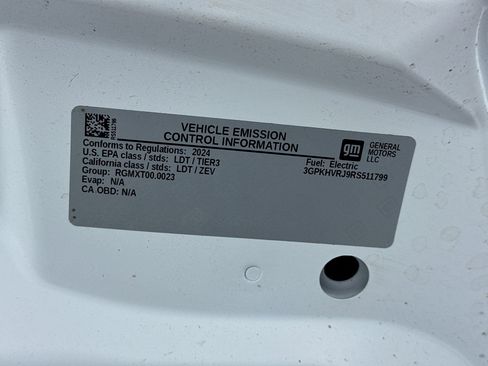 VEHICLE EMISSION
CONTROL INFORMATION
Conforms to Regulations: 2024
U.S. EPA class / stds: LDT / TIER3
California class / stds: LDT / ZEV
Group: RGMXT00.0023
Evap: N/A
CA OBD: N/A
Fuel: Electric
3GPKHVRJ9RS511799
gm
GENERAL
MOTORS
LLC
RS511799